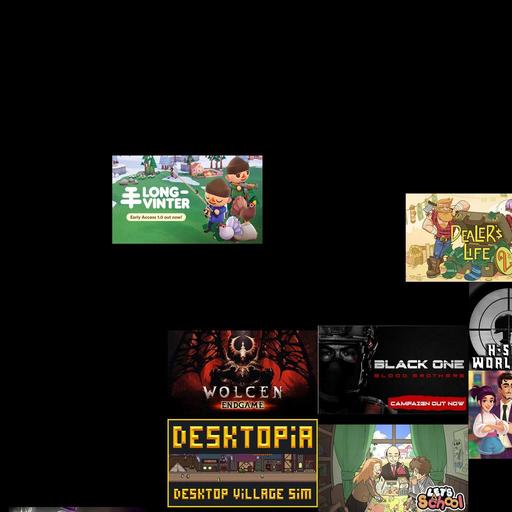 LONG-
VINTER
Early Access 1.0 out now!
DEALER'S
LIFE
2
WOLCEN
ENDGAME
BLACK ONE
BLOOD BROTHERS
CAMPAIGN OUT NOW
DESKTOPIA
DESKTOP VILLAGE SIM
LET'S
School